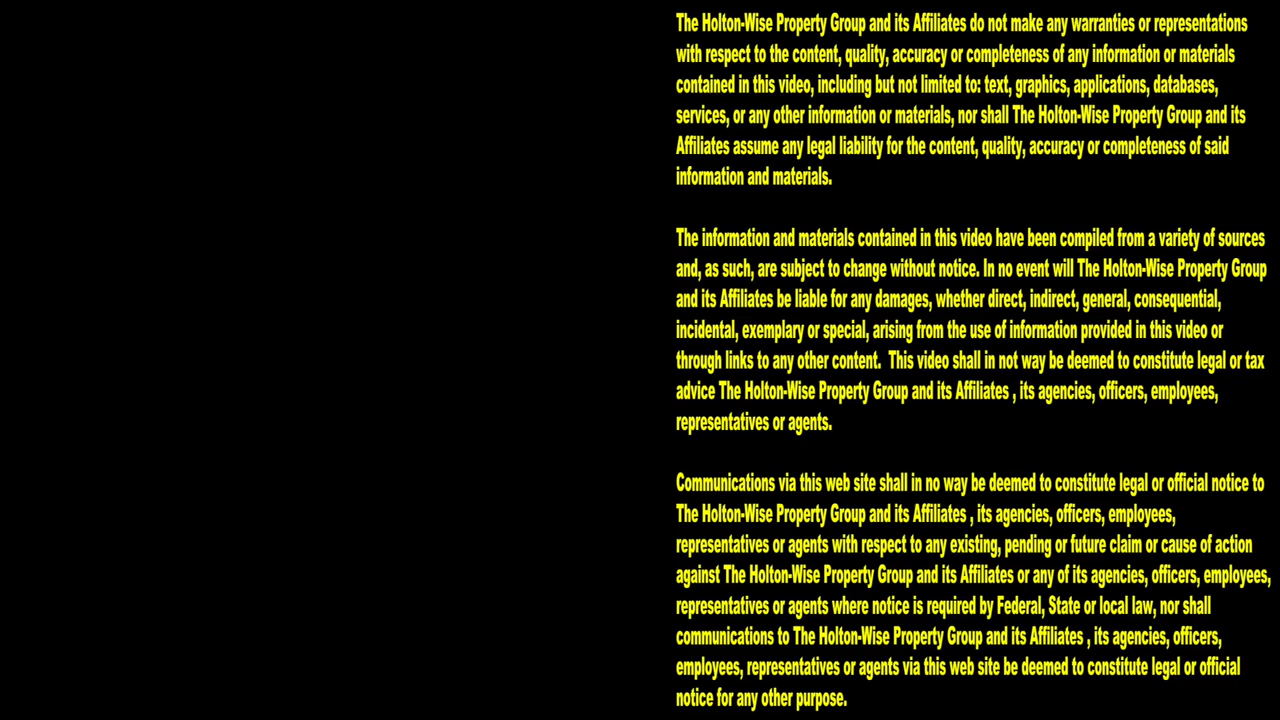 The Holton-Wise Property Group and its Affiliates do not make any warranties or representations
with respect to the content, quality, accuracy or completeness of any information or materials
contained in this video, including but not limited to: text, graphics, applications, databases,
services, or any other information or materials, nor shall The Holton-Wise Property Group and its
Affiliates assume any legal liability for the content, quality, accuracy or completeness of said
information and materials.
The information and materials contained in this video have been compiled from a variety of sources
and, as such, are subject to change without notice. In no event will The Holton-Wise Property Group
and its Affiliates be liable for any damages, whether direct, indirect, general, consequential,
incidental, exemplary or special, arising from the use of information provided in this video or
through links to any other content.  This video shall in not way be deemed to constitute legal or tax
advice The Holton-Wise Property Group and its Affiliates , its agencies, officers, employees,
representatives or agents.
Communications via this web site shall in no way be deemed to constitute legal or official notice to
The Holton-Wise Property Group and its Affiliates , its agencies, officers, employees,
representatives or agents with respect to any existing, pending or future claim or cause of action
against The Holton-Wise Property Group and its Affiliates or any of its agencies, officers, employees,
representatives or agents where notice is required by Federal, State or local law, nor shall
communications to The Holton-Wise Property Group and its Affiliates , its agencies, officers,
employees, representatives or agents via this web site be deemed to constitute legal or official
notice for any other purpose.